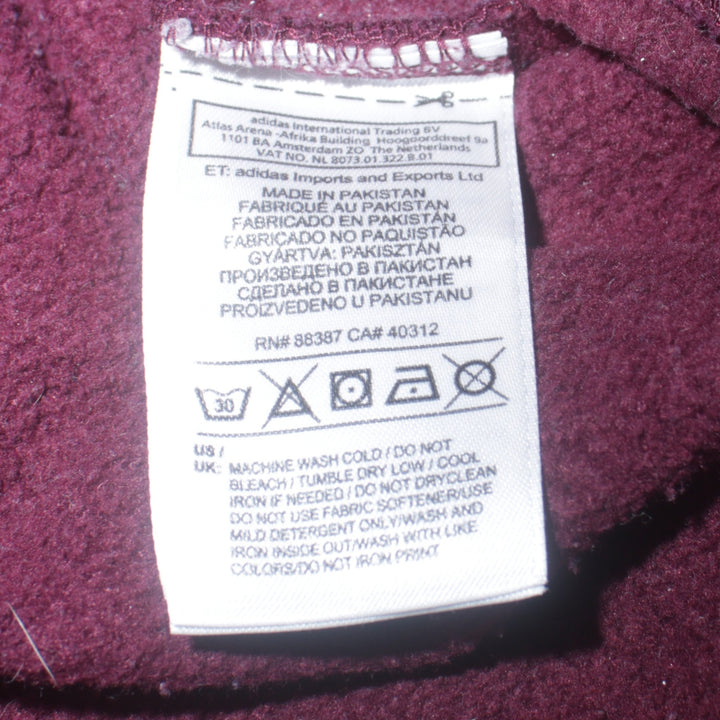 adidas International Trading BV
Atlas Arena -Afrika Building Hoogoorddreef 9a
1101 BA Amsterdam ZO The Netherlands
VAT NO. NL 8073.01.322.B.01
ET: adidas Imports and Exports Ltd
MADE IN PAKISTAN
FABRIQUÉ AU PAKISTAN
FABRICADO EN PAKISTÁN
FABRICADO NO PAQUISTÃO
GYÁRTVA: PAKISZTÁN
ПРОИЗВЕДЕНО В ПАКИСТАН
СДЕЛАНО В ПАКИСТАНЕ
PROIZVEDENO U PAKISTANU
RN# 88387 CA# 40312
30
US /
UK: MACHINE WASH COLD / DO NOT
BLEACH / TUMBLE DRY LOW / COOL
IRON IF NEEDED / DO NOT DRYCLEAN
DO NOT USE FABRIC SOFTENER/USE
MILD DETERGENT ONLY/WASH AND
IRON INSIDE OUT/WASH WITH LIKE
COLORS/DO NOT IRON PRINT